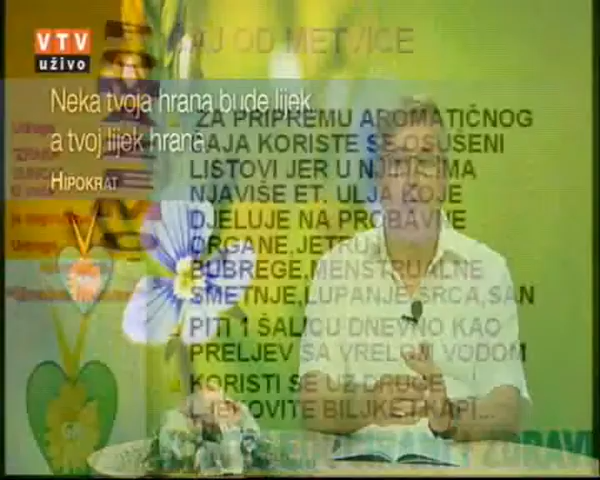 VTV
uživo
ČAJ OD METVICE
Neka tvoja hrana bude lijek,
a tvoj lijek hrana.
HIPOKRAT
ZA PRIPREMU AROMATIČNOG
ČAJA KORISTE SE OSUŠENI
LISTOVI JER U NJIMA IMA
NJAVIŠE ET. ULJA KOJE
DJELUJE NA PROBAVNE
ORGANE,JETRU I
BUBREGE,MENSTRUALNE
SMETNJE,LUPANJE SRCA,SAN
PITI 1 ŠALICU DNEVNO KAO
PRELJEV SA VRELOM VODOM
KORISTI SE UZ DRUGE
LJEKOVITE BILJKE I KAPI...